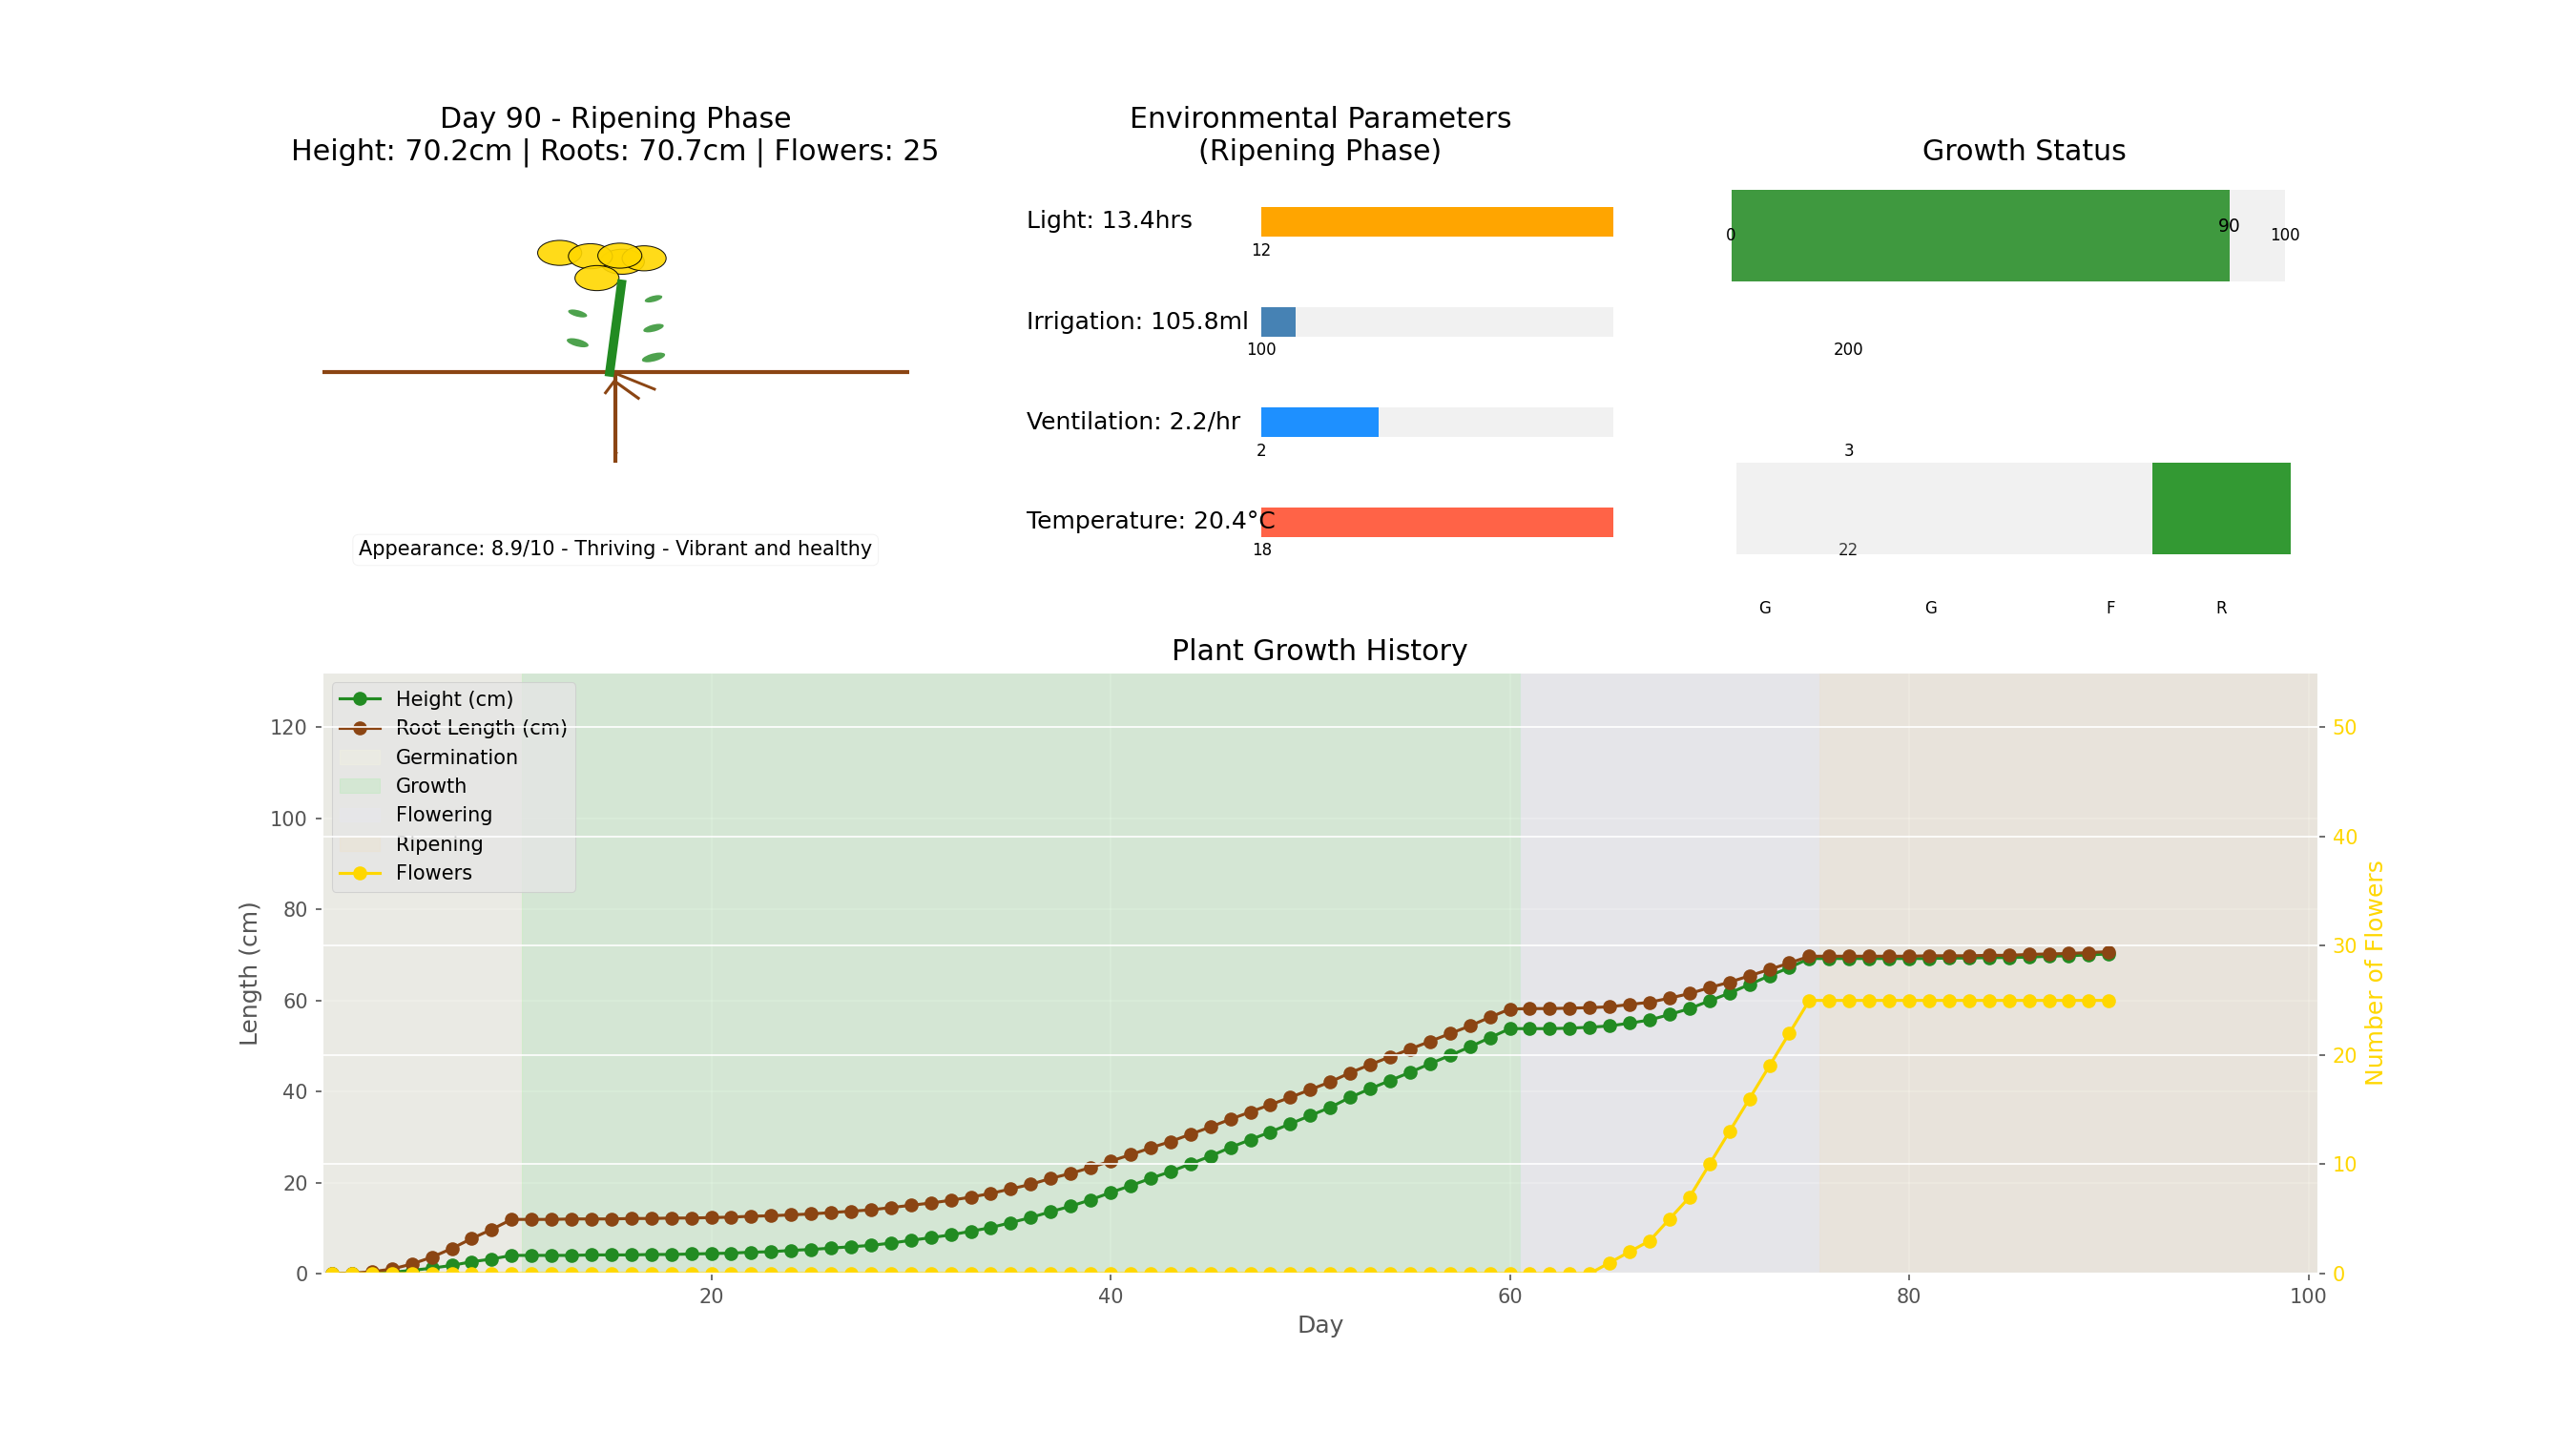 Day 90 - Ripening Phase
Height: 70.2cm | Roots: 70.7cm | Flowers: 25
Appearance: 8.9/10 - Thriving - Vibrant and healthy
Environmental Parameters
(Ripening Phase)
Light: 13.4hrs
12
Irrigation: 105.8ml
100
200
Ventilation: 2.2/hr
2
3
Temperature: 20.4°C
18
22
Growth Status
0
90
100
G
G
F
R
Plant Growth History
Height (cm)
Root Length (cm)
Germination
Growth
Flowering
Ripening
Flowers
Length (cm)
120
100
80
60
40
20
0
20
40
60
80
100
Day
50
40
30
20
10
0
Number of Flowers